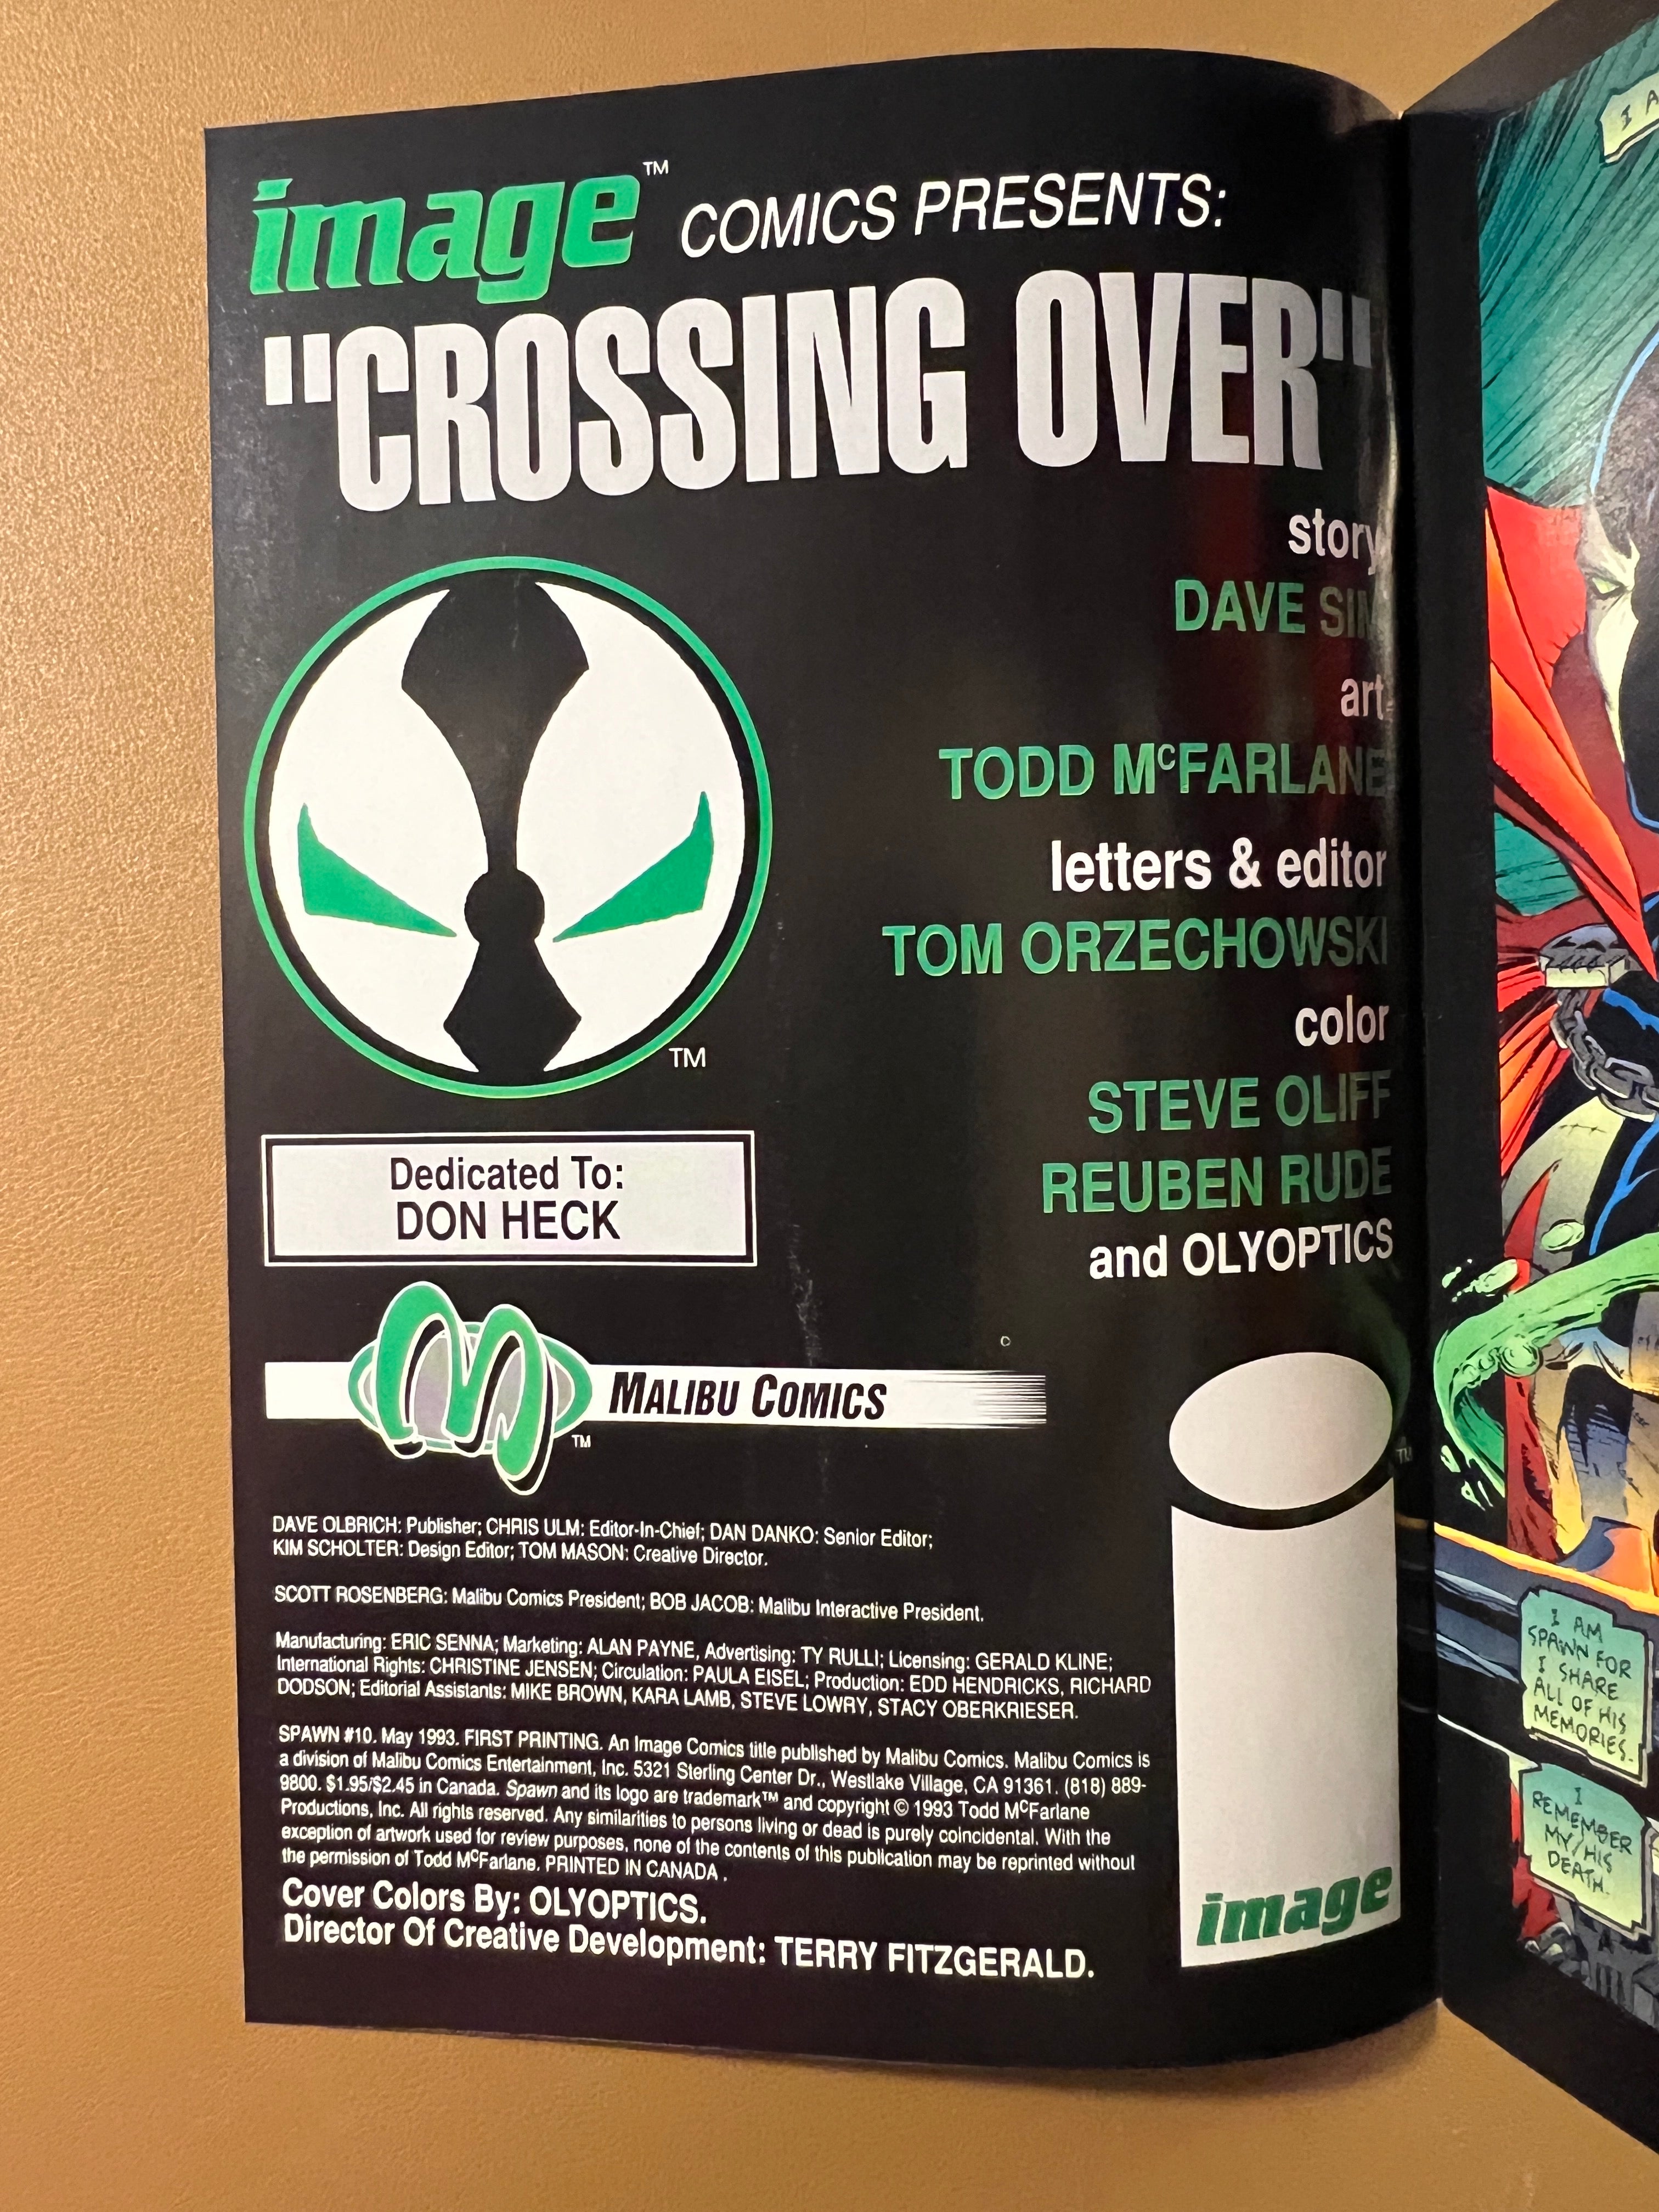 image™ COMICS PRESENTS:
"CROSSING OVER"
story
DAVE SIM
art
TODD McFARLANE
letters & editor
TOM ORZECHOWSKI
color
STEVE OLIFF
REUBEN RUDE
and OLYOPTICS
TM
Dedicated To:
DON HECK
MALIBU COMICS
TM
DAVE OLBRICH: Publisher; CHRIS ULM: Editor-In-Chief; DAN DANKO: Senior Editor;
KIM SCHOLTER: Design Editor; TOM MASON: Creative Director.
SCOTT ROSENBERG: Malibu Comics President; BOB JACOB: Malibu Interactive President.
Manufacturing: ERIC SENNA; Marketing: ALAN PAYNE, Advertising: TY RULLI; Licensing: GERALD KLINE;
International Rights: CHRISTINE JENSEN; Circulation: PAULA EISEL; Production: EDD HENDRICKS, RICHARD
DODSON; Editorial Assistants: MIKE BROWN, KARA LAMB, STEVE LOWRY, STACY OBERKRIESER.
SPAWN #10. May 1993. FIRST PRINTING. An Image Comics title published by Malibu Comics. Malibu Comics is
a division of Malibu Comics Entertainment, Inc. 5321 Sterling Center Dr., Westlake Village, CA 91361. (818) 889-
9800. $1.95/$2.45 in Canada. Spawn and its logo are trademark™ and copyright © 1993 Todd McFarlane
Productions, Inc. All rights reserved. Any similarities to persons living or dead is purely coincidental. With the
exception of artwork used for review purposes, none of the contents of this publication may be reprinted without
the permission of Todd McFarlane. PRINTED IN CANADA .
Cover Colors By: OLYOPTICS.
Director Of Creative Development: TERRY FITZGERALD.
TM
image
I AM
SPAWN FOR
I SHARE
ALL OF HIS
MEMORIES.
I
REMEMBER
MY/HIS
DEATH.